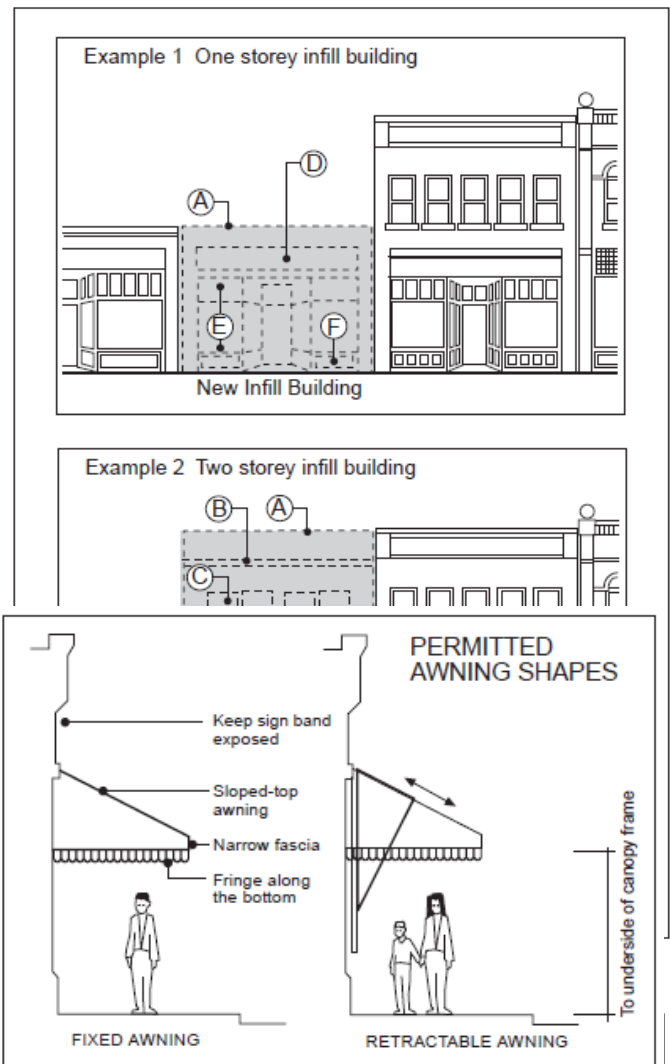 Example 1 One storey infill building
D
A
E
F
New Infill Building
Example 2 Two storey infill building
B
A
C
PERMITTED
AWNING SHAPES
Keep sign band
exposed
Sloped-top
awning
Narrow fascia
Fringe along
the bottom
To underside of canopy frame
FIXED AWNING
RETRACTABLE AWNING